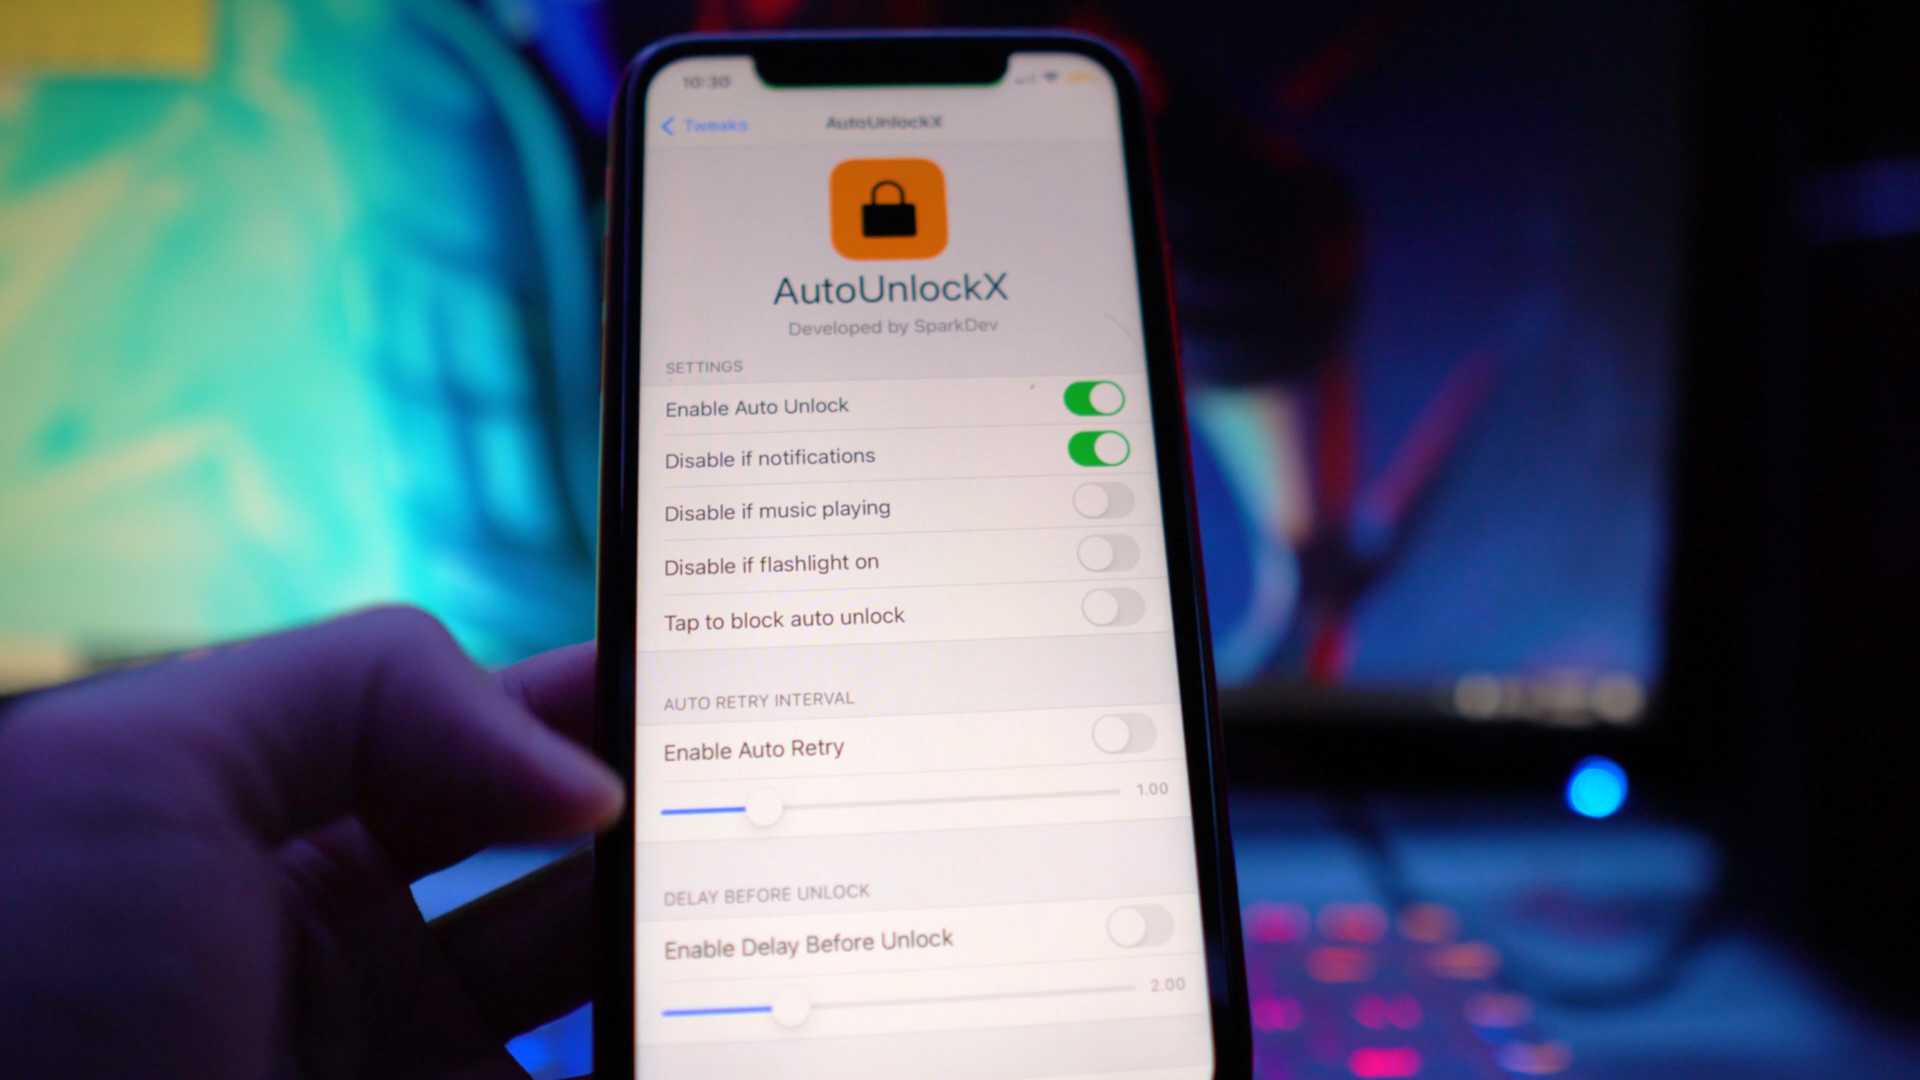 10:30
Tweaks
AutoUnlockX
AutoUnlockX
Developed by SparkDev
SETTINGS
Enable Auto Unlock
Disable if notifications
Disable if music playing
Disable if flashlight on
Tap to block auto unlock
AUTO RETRY INTERVAL
Enable Auto Retry
1.00
DELAY BEFORE UNLOCK
Enable Delay Before Unlock
2.00